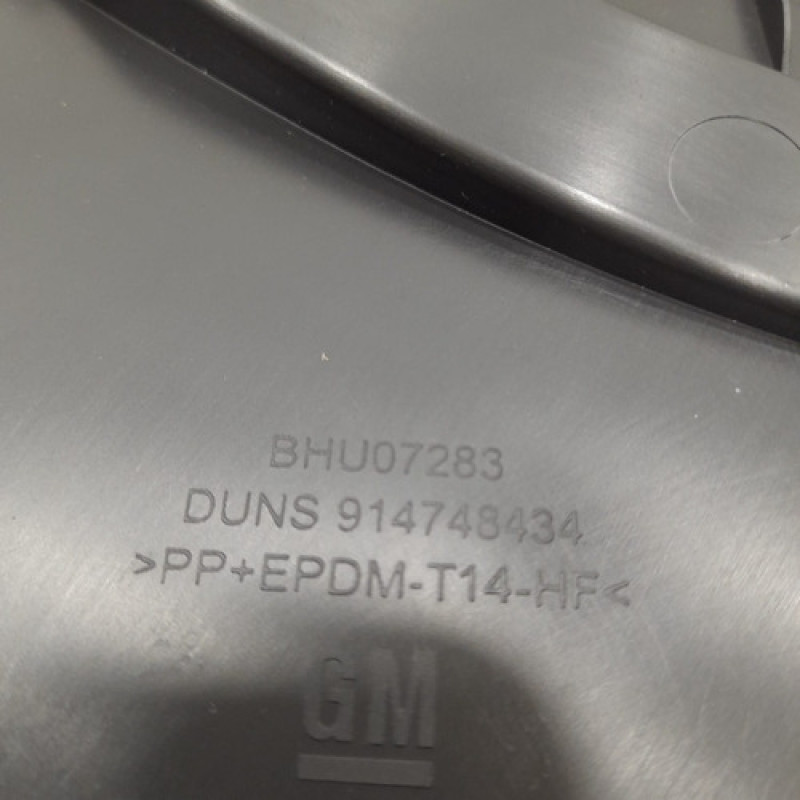 BHU07283
DUNS 914748434
>PP+EPDM-T14-HF<
GM